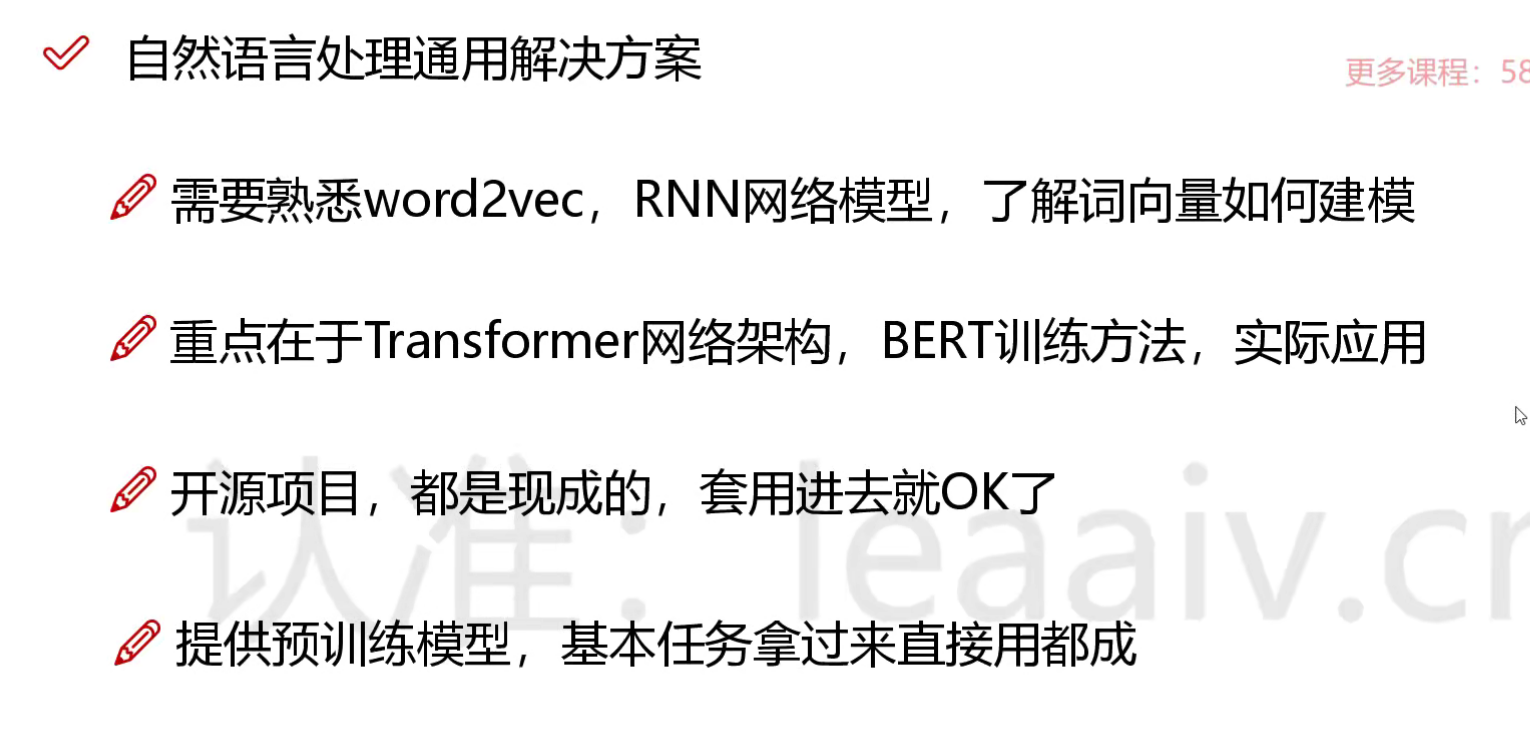 自然语言处理通用解决方案
更多课程：58
需要熟悉word2vec，RNN网络模型，了解词向量如何建模
重点在于Transformer网络架构，BERT训练方法，实际应用
开源项目，都是现成的，套用进去就OK了
认准：leaaiv.cn
提供预训练模型，基本任务拿过来直接用都成